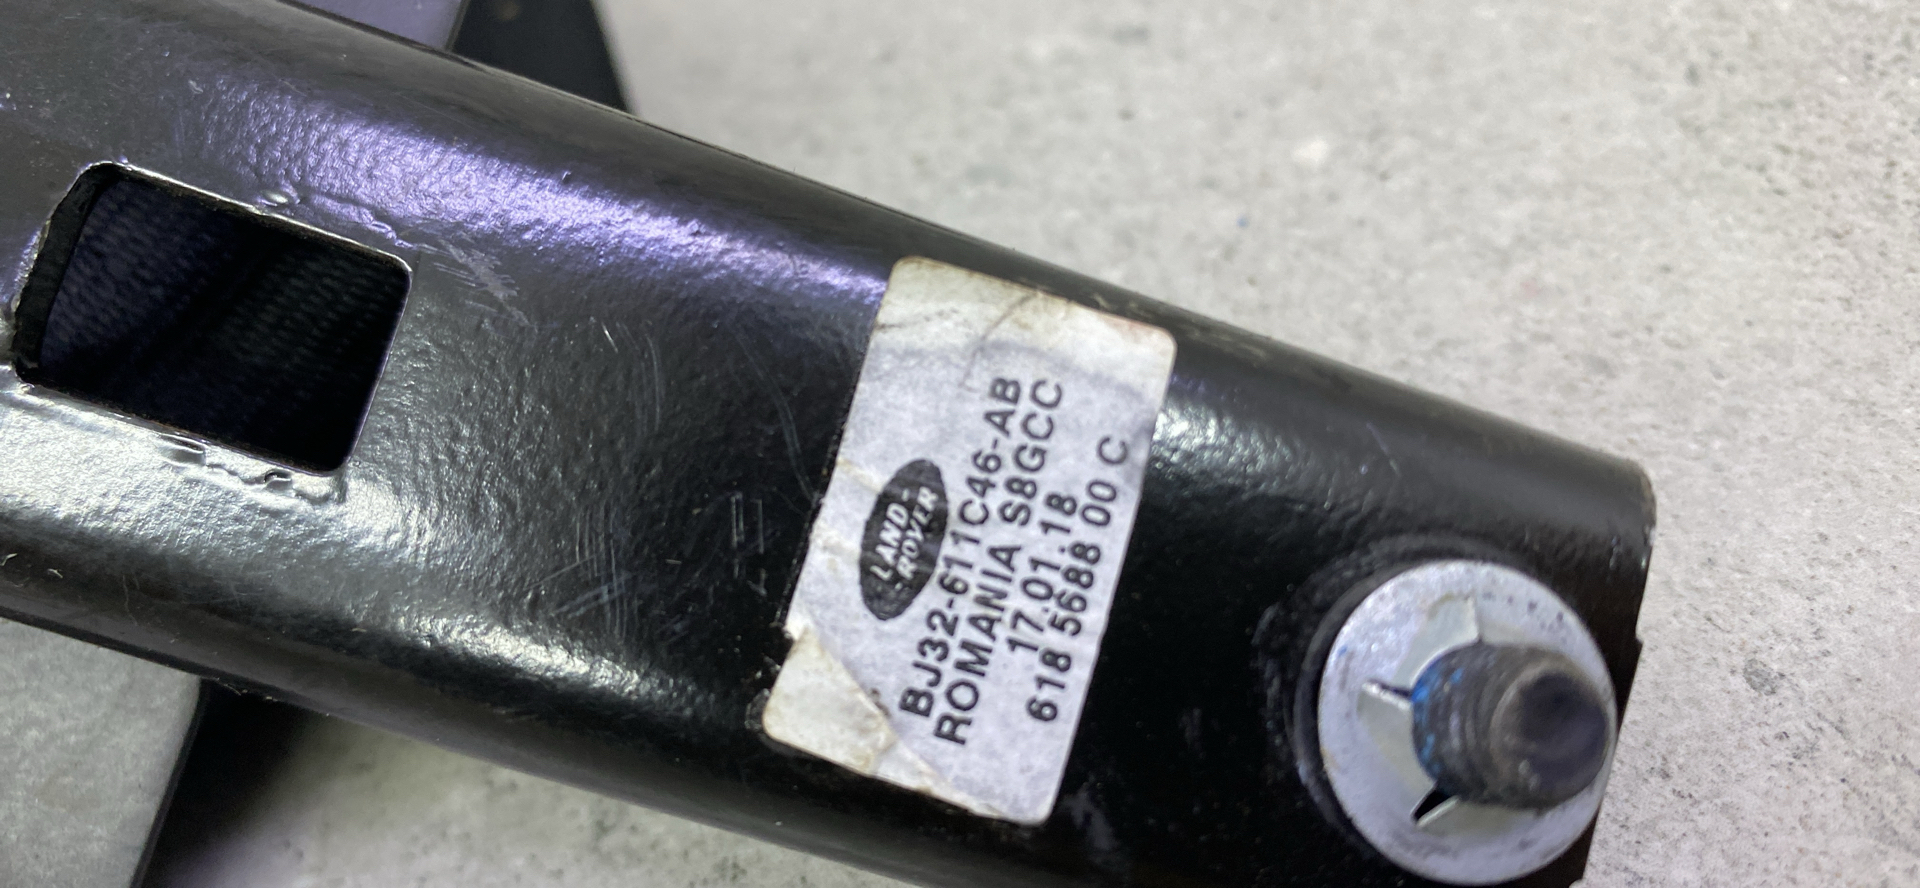 LAND-
ROVER
BJ32-611C46-AB
ROMANIA S8GCC
17.01.18
618 5688 00 C